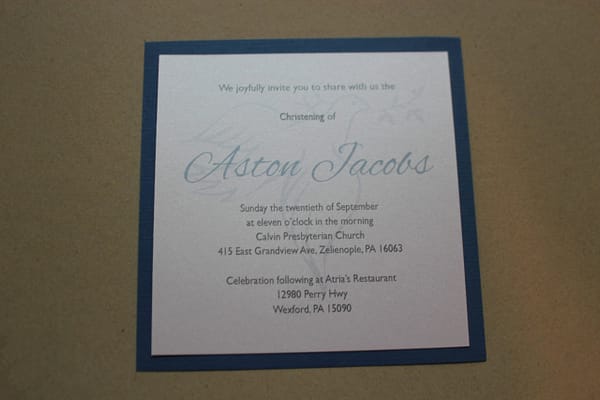 We joyfully invite you to share with us the
Christening of
Aston Jacobs
Sunday the twentieth of September
at eleven o'clock in the morning
Calvin Presbyterian Church
415 East Grandview Ave, Zelienople, PA 16063
Celebration following at Atria's Restaurant
12980 Perry Hwy
Wexford, PA 15090